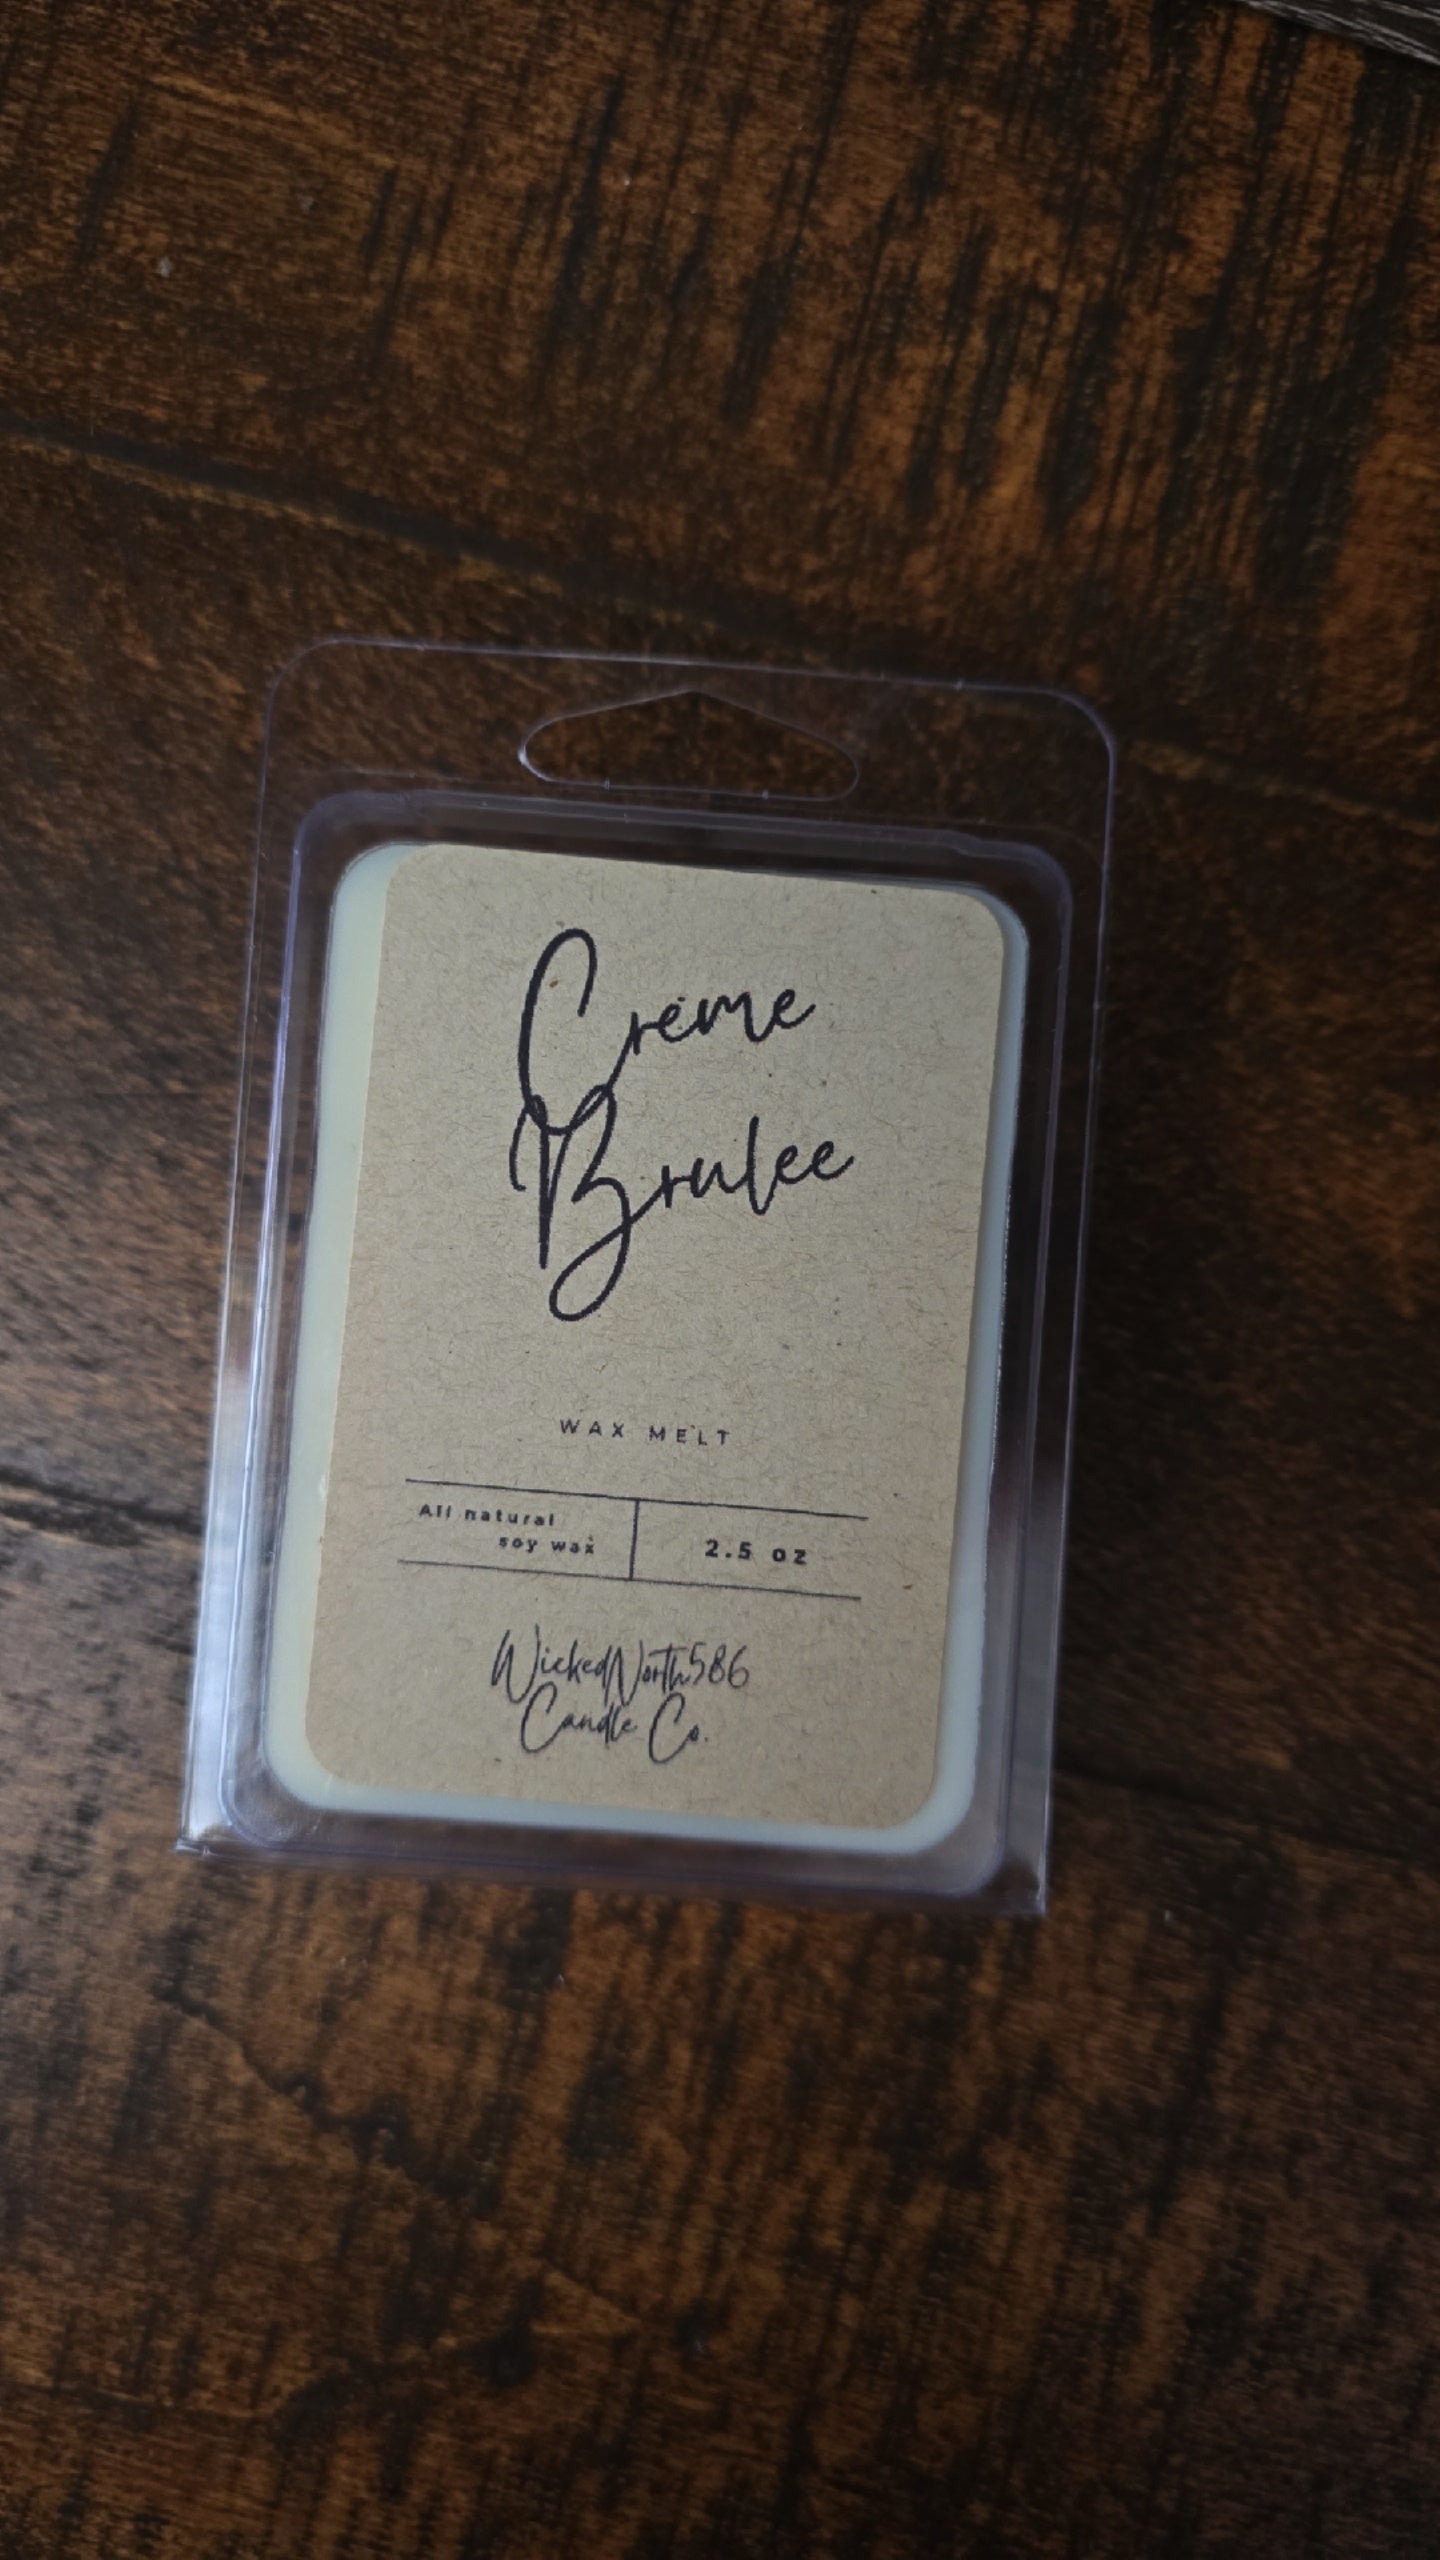 Creme
Brulee
WAX MELT
All natural
soy wax
2.5 oz
WickedNorth586
Candle Co.